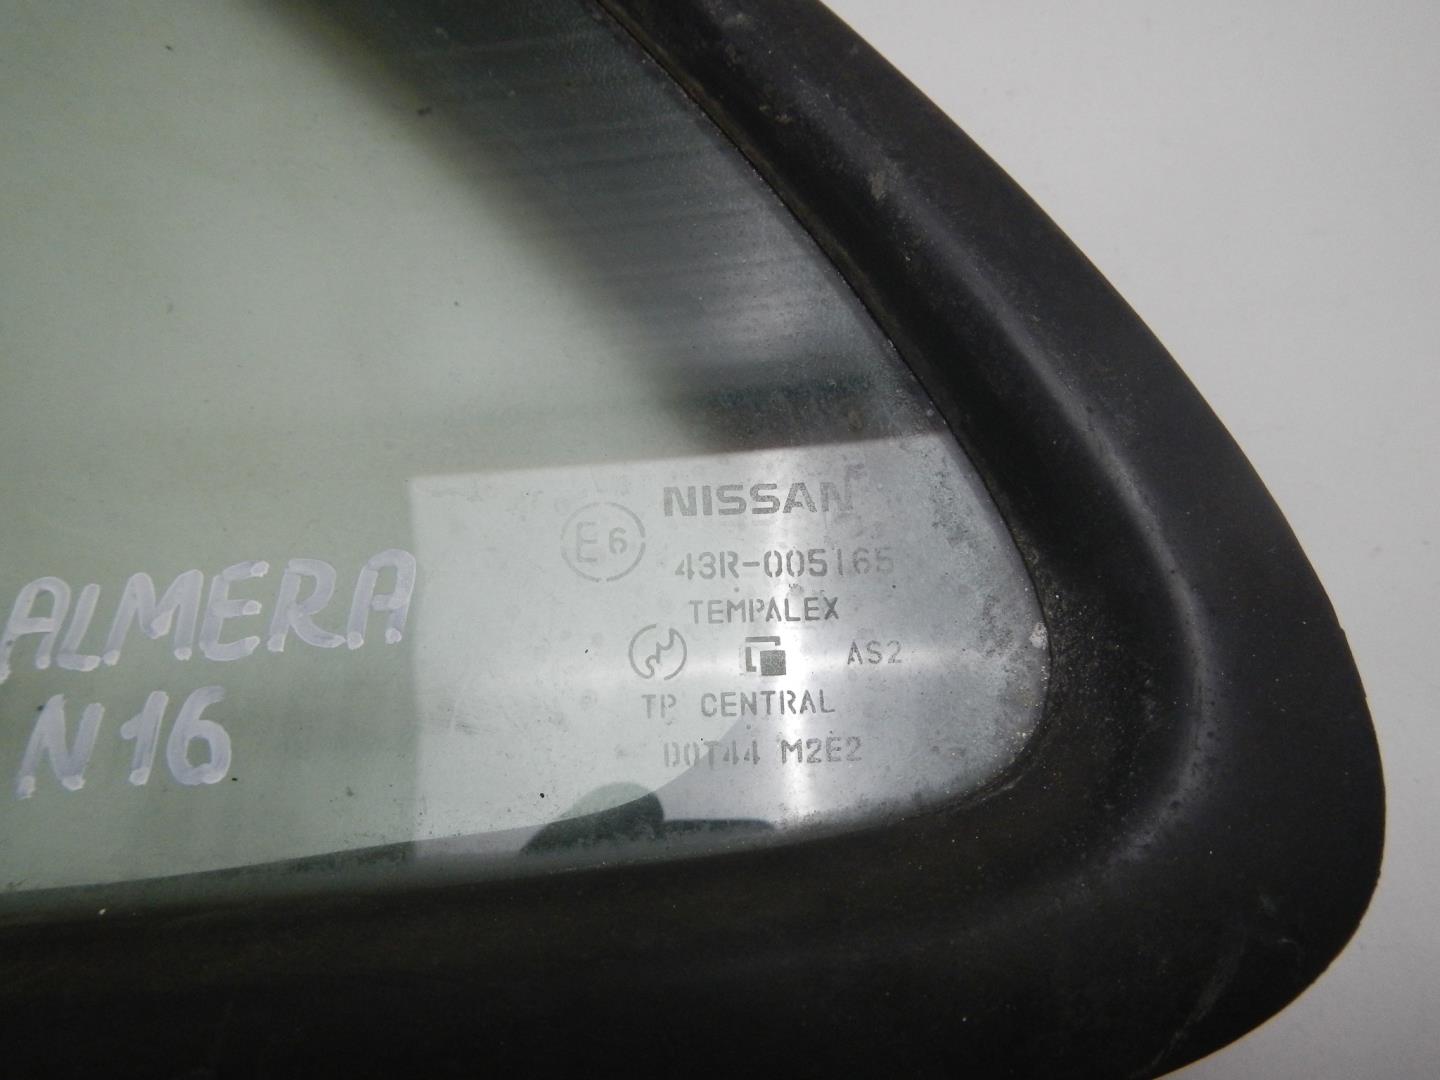 NISSAN
E6
43R-005165
TEMPALEX
AS2
TP CENTRAL
DOT44 M2E2
ALMERA
N16